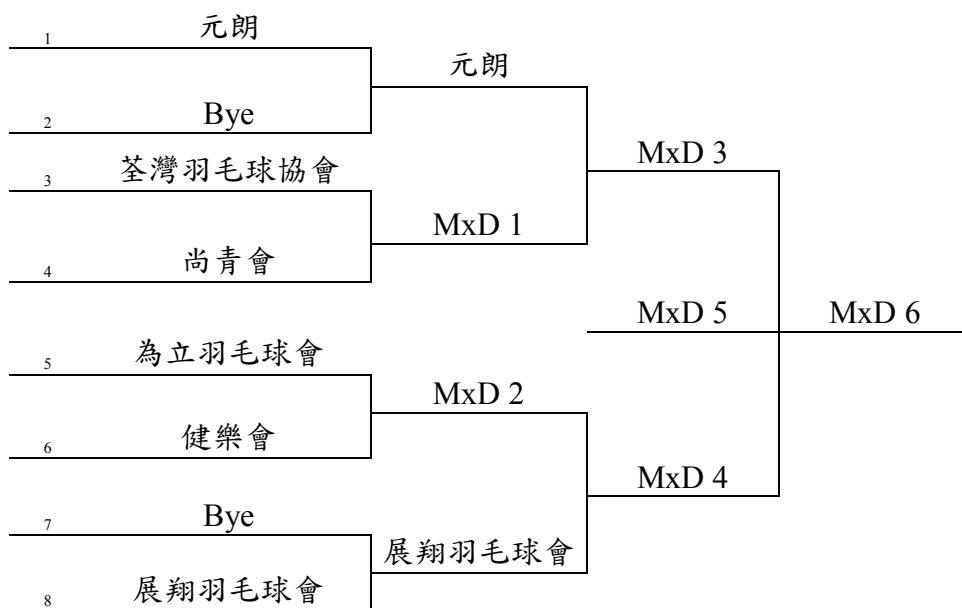 1 元朗
元朗
2 Bye
MxD 3
3 荃灣羽毛球協會
MxD 1
4 尚青會
MxD 5 MxD 6
5 為立羽毛球會
MxD 2
6 健樂會
MxD 4
7 Bye
展翔羽毛球會
8 展翔羽毛球會